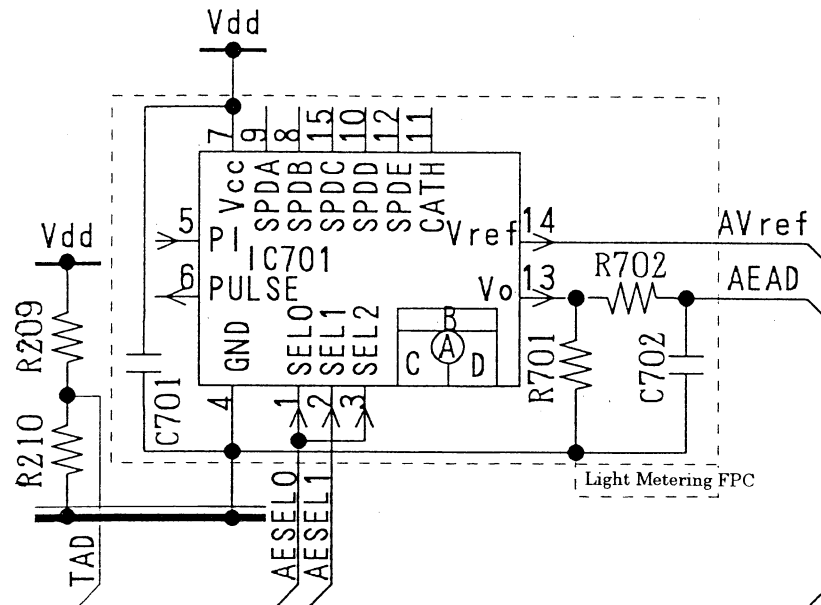 Vdd
7
9
8
15
10
12
11
Vcc
SPDA
SPDB
SPDC
SPDD
SPDE
CATH
5
PI
IC701
6
PULSE
Vref
14
AVref
Vo
13
R702
AEAD
Vdd
R209
R210
TAD
C701
GND
SEL0
SEL1
SEL2
B
A
C
D
4
1
2
3
R701
C702
Light Metering FPC
AESEL0
AESEL1